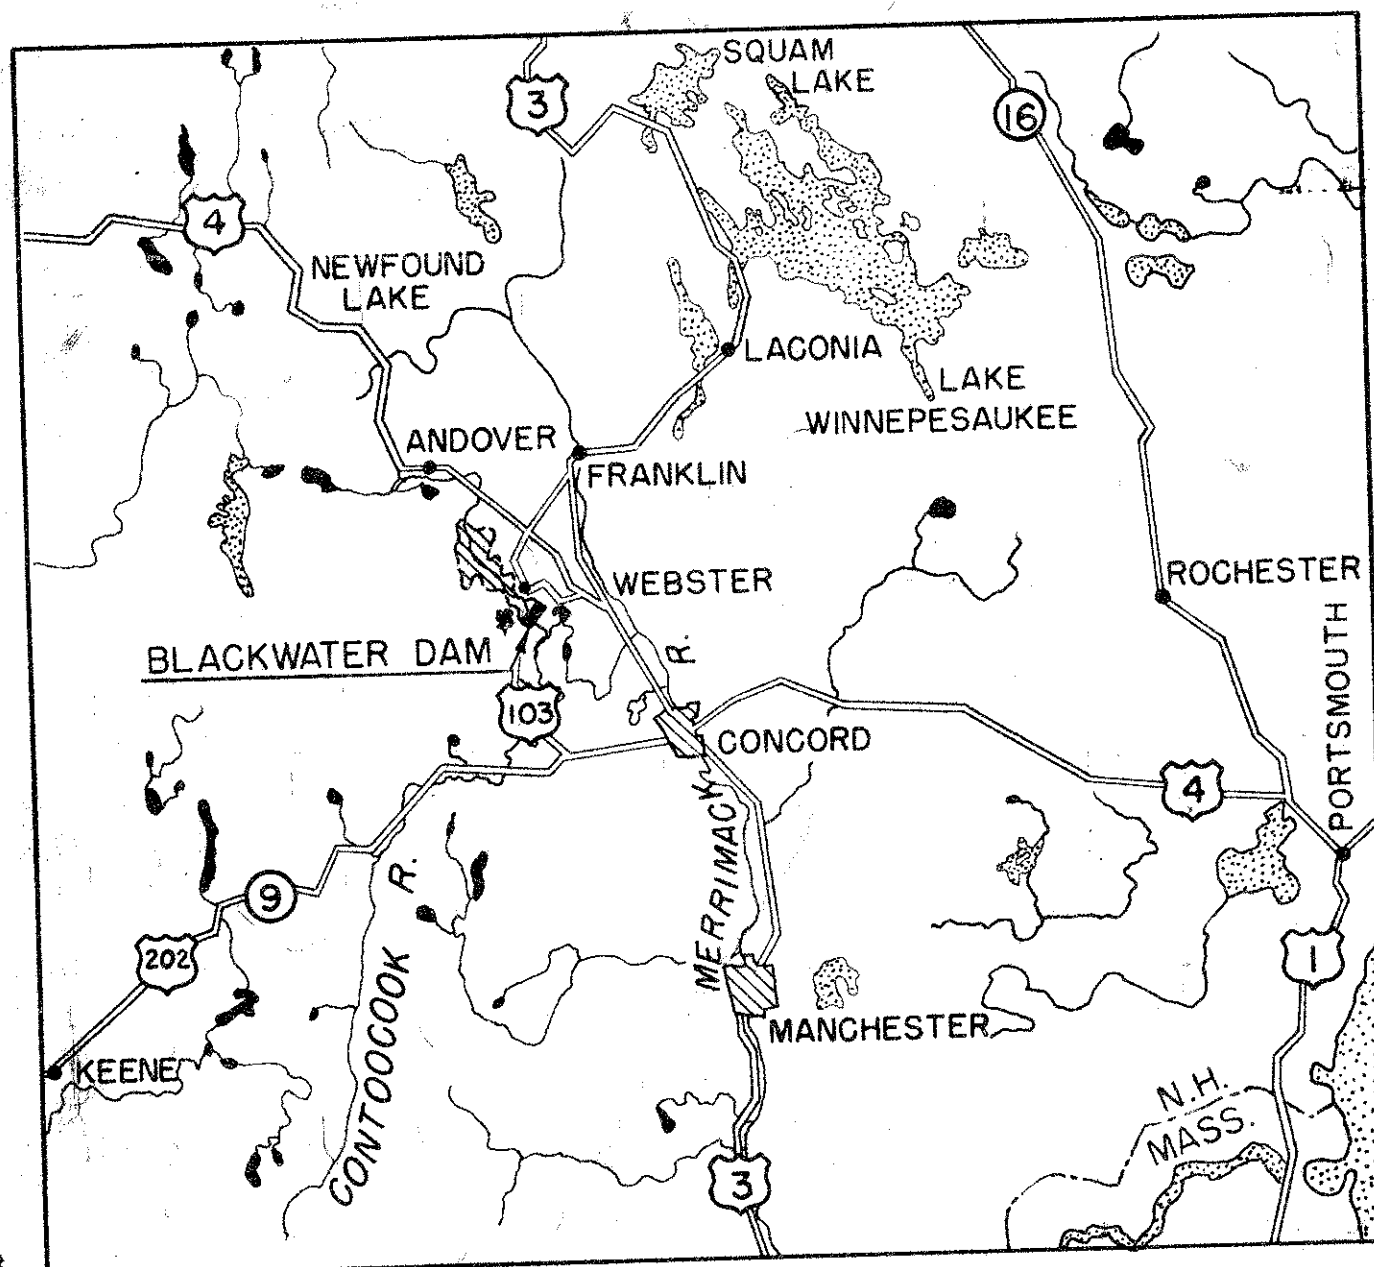 SQUAM
LAKE
3
16
4
NEWFOUND
LAKE
LACONIA
LAKE
WINNEPESAUKEE
ANDOVER
FRANKLIN
WEBSTER
ROCHESTER
BLACKWATER DAM
103
CONCORD
4
PORTSMOUTH
MERRIMACK R.
9
202
CONTOOCOOK R.
1
MANCHESTER
KEENE
N.H.
MASS.
3